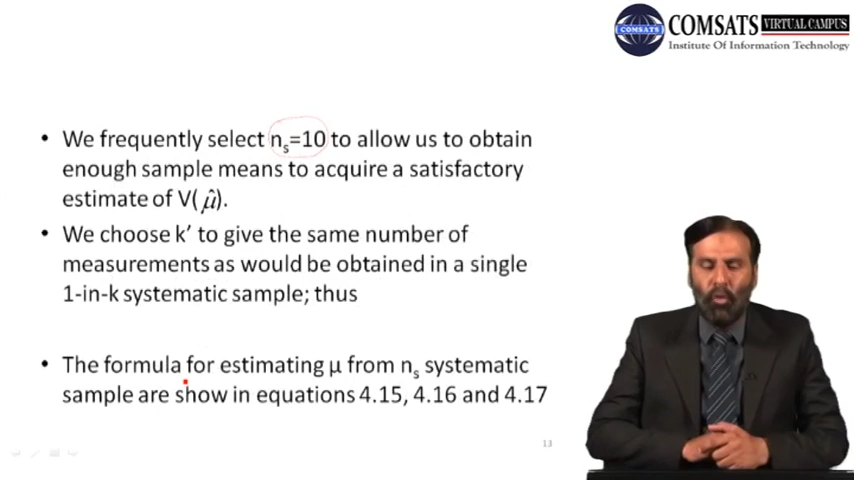 COMSATS VIRTUAL CAMPUS
COMSATS
Institute Of Information Technology
• We frequently select nₛ=10 to allow us to obtain
enough sample means to acquire a satisfactory
estimate of V(μ̂).
• We choose k′ to give the same number of
measurements as would be obtained in a single
1-in-k systematic sample; thus
• The formula for estimating μ from nₛ systematic
sample are show in equations 4.15, 4.16 and 4.17
13